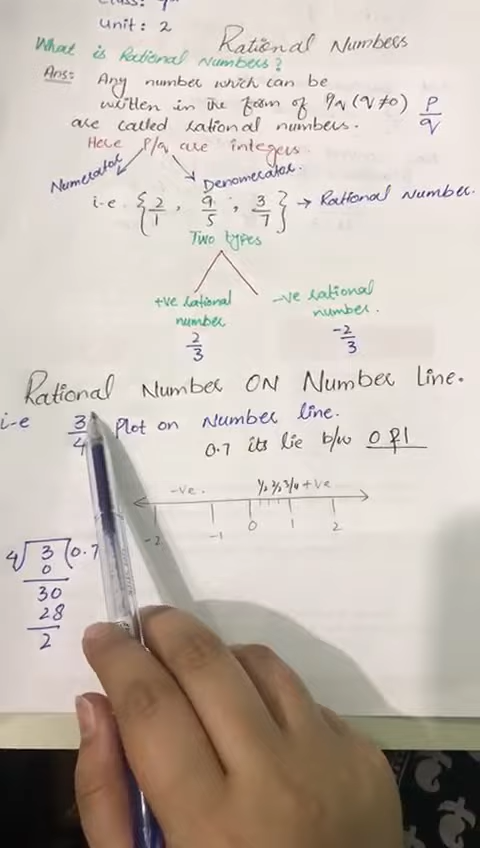 Unit: 2
Rational Numbers
What is Rational Numbers?
Ans: Any number which can be
written in the form of P/q (q≠0) P/q
are called rational numbers.
Here P/q are integers.
Numerator
Denomerator.
i-e {2/1, 9/5, 3/7} → Rational Number.
Two types
+ve rational
number
2/3
-ve rational
number.
-2/3
Rational Number ON Number Line.
i-e 3/4 Plot on Number line.
0.7 its lie b/w 0 & 1
-ve.
+ve
-2 -1 0 1 2
4 3 0.7
0
30
28
2